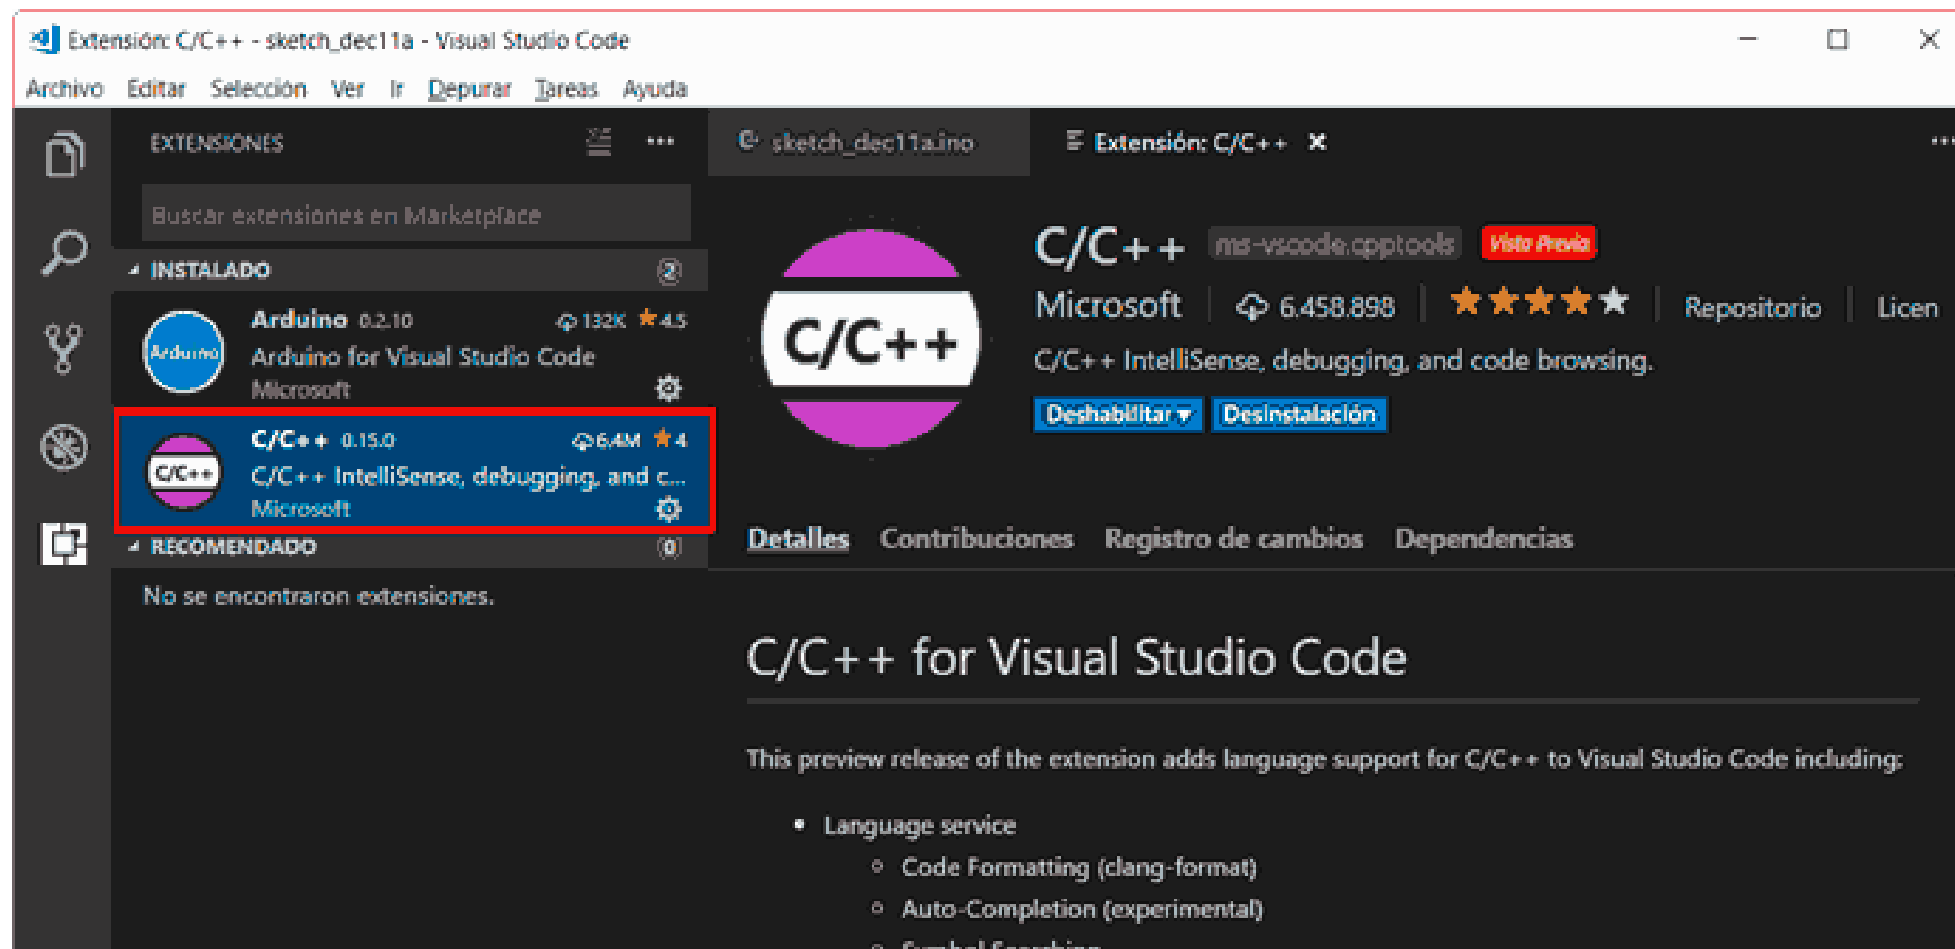 Extensión: C/C++ - sketch_dec11a - Visual Studio Code
Archivo Editar Selección Ver Ir Depurar Tareas Ayuda
EXTENSIONES
Buscar extensiones en Marketplace
INSTALADO 2
Arduino
Arduino 0.2.10 132K 4.5
Arduino for Visual Studio Code
Microsoft
C/C++
C/C++ 0.15.0 6.4M 4
C/C++ IntelliSense, debugging, and c...
Microsoft
RECOMENDADO 0
No se encontraron extensiones.
sketch_dec11a.ino
Extensión: C/C++
C/C++
C/C++ ms-vscode.cpptools Vista Previa
Microsoft 6.458.898 Repositorio Licen
C/C++ IntelliSense, debugging, and code browsing.
Deshabilitar Desinstalación
Detalles Contribuciones Registro de cambios Dependencias
C/C++ for Visual Studio Code
This preview release of the extension adds language support for C/C++ to Visual Studio Code including:
Language service
Code Formatting (clang-format)
Auto-Completion (experimental)
Symbol Searching